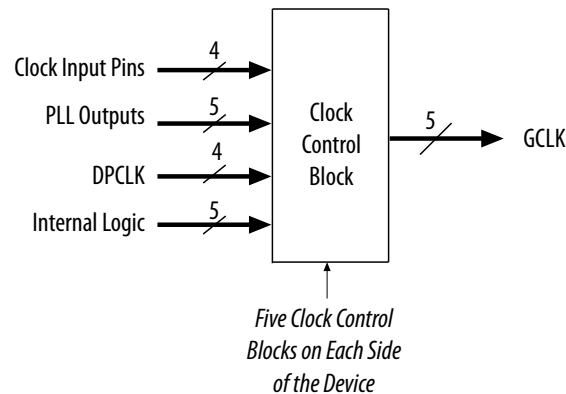 Clock Input Pins
4
PLL Outputs
5
DPCLK
4
Internal Logic
5
Clock
Control
Block
5
GCLK
Five Clock Control
Blocks on Each Side
of the Device